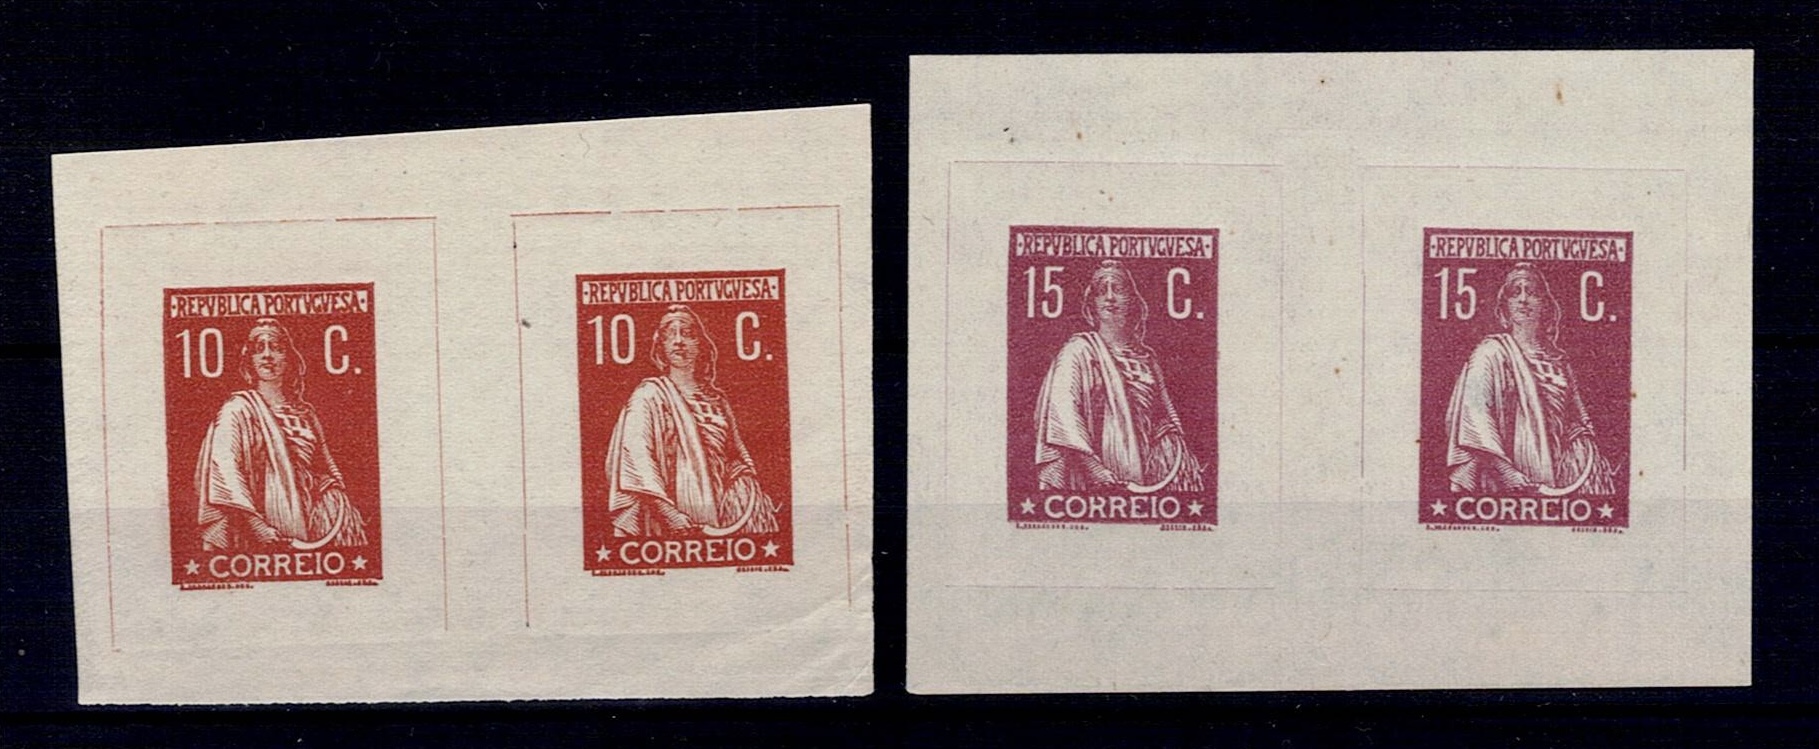 ·REPVBLICA PORTVGVESA·
10 C.
★ CORREIO ★
·REPVBLICA PORTVGVESA·
10 C.
★ CORREIO ★
·REPVBLICA PORTVGVESA·
15 C.
★ CORREIO ★
·REPVBLICA PORTVGVESA·
15 C.
★ CORREIO ★